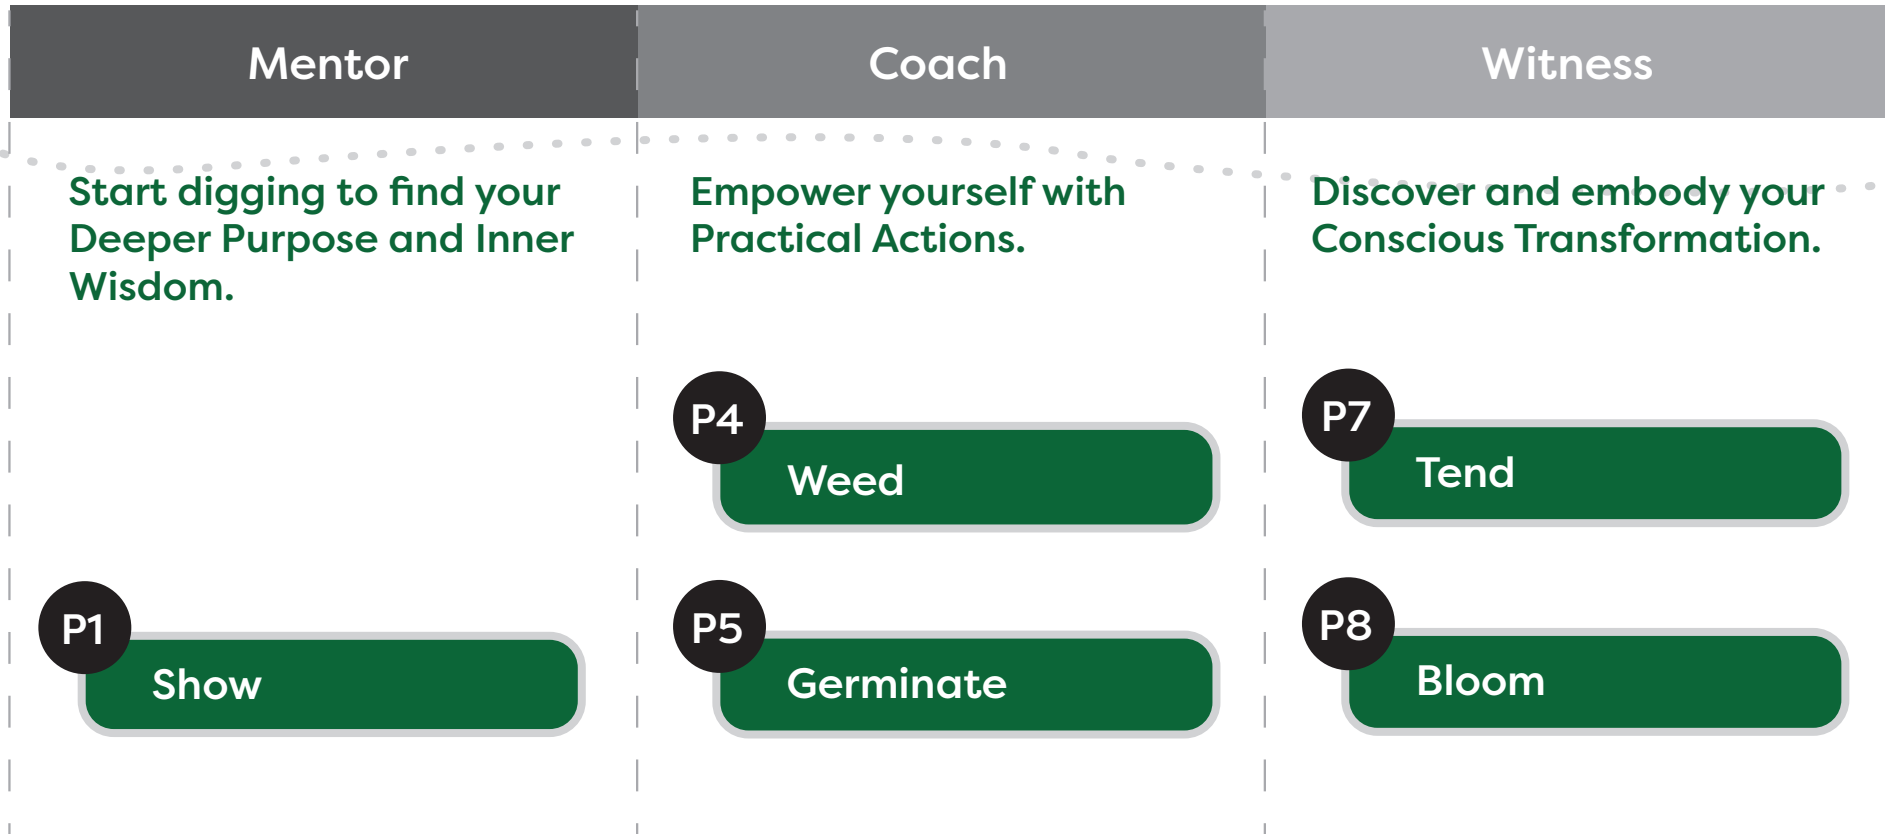 Mentor
Coach
Witness
Start digging to find your
Deeper Purpose and Inner
Wisdom.
Empower yourself with
Practical Actions.
Discover and embody your
Conscious Transformation.
P4
Weed
P7
Tend
P1
Show
P5
Germinate
P8
Bloom